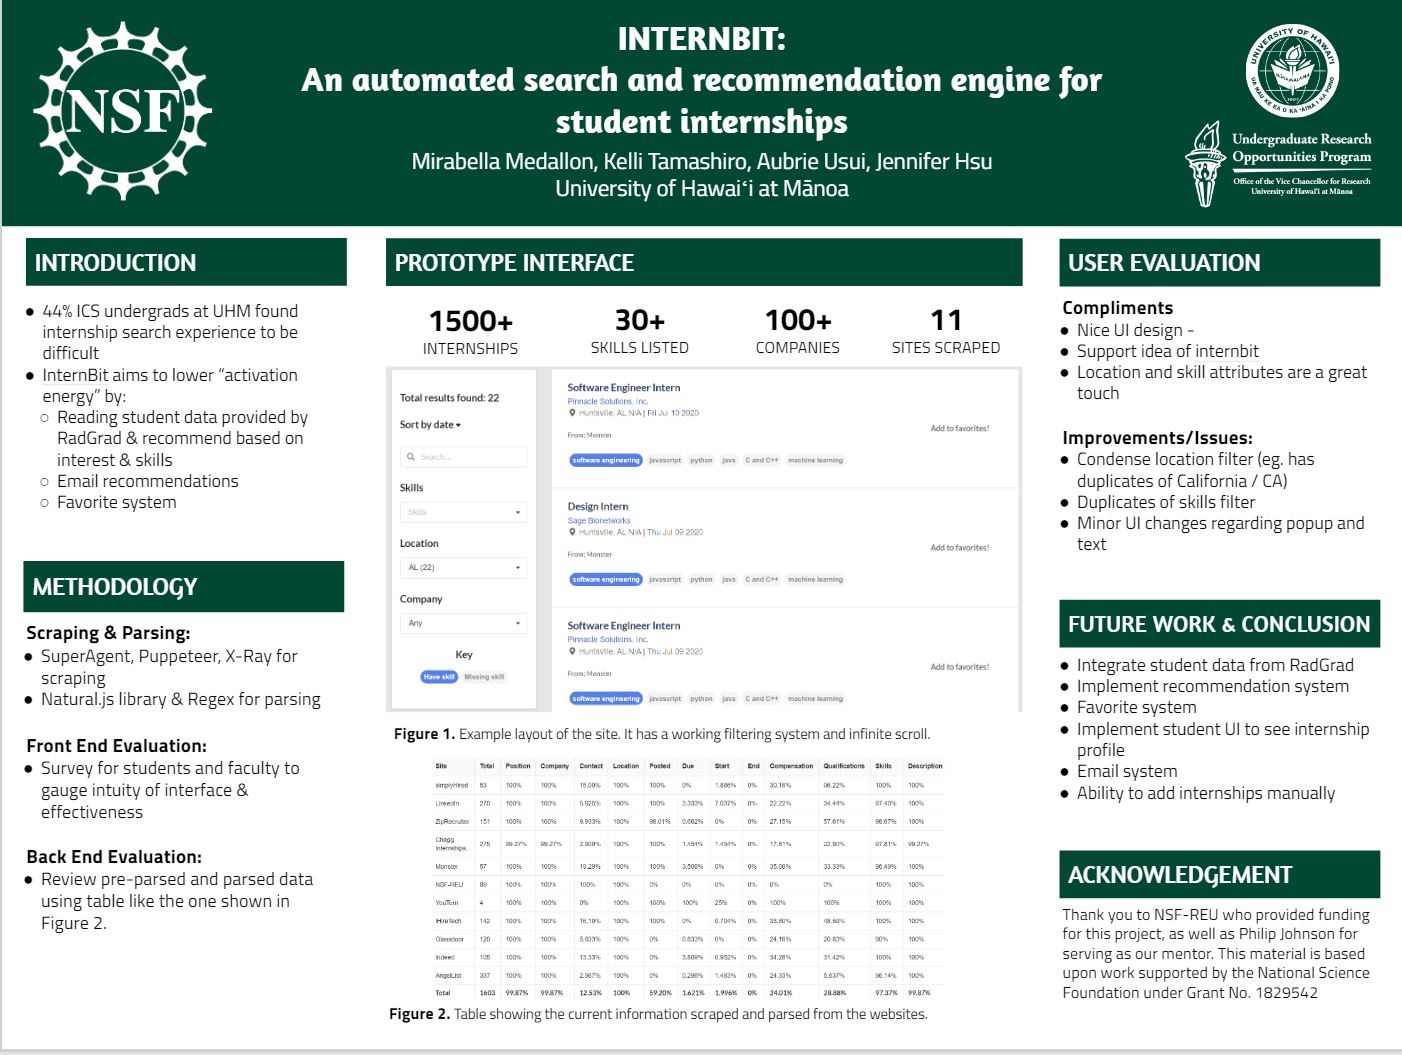 NSF
INTERNBIT:
An automated search and recommendation engine for
student internships
Mirabella Medallon, Kelli Tamashiro, Aubrie Usui, Jennifer Hsu
University of Hawaiʻi at Mānoa
UNIVERSITY OF HAWAIʻI
1907
Undergraduate Research
Opportunities Program
Office of the Vice Chancellor for Research
University of Hawaiʻi at Mānoa
INTRODUCTION
● 44% ICS undergrads at UHM found
internship search experience to be
difficult
● InternBit aims to lower “activation
energy” by:
○ Reading student data provided by
RadGrad & recommend based on
interest & skills
○ Email recommendations
○ Favorite system
METHODOLOGY
Scraping & Parsing:
● SuperAgent, Puppeteer, X-Ray for
scraping
● Natural.js library & Regex for parsing
Front End Evaluation:
● Survey for students and faculty to
gauge intuity of interface &
effectiveness
Back End Evaluation:
● Review pre-parsed and parsed data
using table like the one shown in
Figure 2.
PROTOTYPE INTERFACE
1500+ 30+ 100+ 11
INTERNSHIPS SKILLS LISTED COMPANIES SITES SCRAPED
Total results found: 22
Sort by date
Search ...
Skills
Skills
Location
AL (22)
Company
Any
Key
Have skill Missing skill
Software Engineer Intern
Pinnacle Solutions, Inc.
Huntsville, AL N/A | Fri Jul 10 2020
Add to favorites!
From: Monster
software engineering javascript python java C and C++ machine learning
Design Intern
Sage Bionetworks
Huntsville, AL N/A | Thu Jul 09 2020
Add to favorites!
From: Monster
software engineering javascript python java C and C++ machine learning
Software Engineer Intern
Pinnacle Solutions, Inc.
Huntsville, AL N/A | Thu Jul 09 2020
Add to favorites!
From: Monster
software engineering javascript python java C and C++ machine learning
Figure 1. Example layout of the site. It has a working filtering system and infinite scroll.
Site Total Position Company Contact Location Posted Due Start End Compensation Qualifications Skills Description
simplyHired 53 100% 100% 15.09% 100% 100% 0% 1.886% 0% 30.18% 96.22% 100% 100%
LinkedIn 270 100% 100% 5.925% 100% 100% 3.333% 7.037% 0% 22.22% 34.44% 97.40% 100%
ZipRecruiter 151 100% 100% 9.933% 100% 98.01% 0.662% 0% 0% 27.15% 57.61% 98.67% 100%
Chegg
Internships 275 99.27% 99.27% 2.909% 100% 100% 1.454% 1.454% 0% 17.81% 22.90% 97.81% 99.27%
Monster 57 100% 100% 19.29% 100% 100% 3.508% 0% 0% 35.08% 33.33% 96.49% 100%
NSF-REU 89 100% 100% 100% 100% 0% 0% 0% 0% 0% 0% 100% 100%
YouTern 4 100% 100% 0% 100% 100% 100% 25% 0% 100% 100% 100% 100%
iHireTech 142 100% 100% 16.19% 100% 100% 0% 0.704% 0% 33.80% 48.59% 100% 100%
Glassdoor 120 100% 100% 5.833% 100% 0% 0.833% 0% 0% 24.16% 20.83% 90% 100%
Indeed 105 100% 100% 13.33% 100% 0% 3.809% 0.952% 0% 34.28% 31.42% 100% 100%
AngelList 337 100% 100% 2.967% 100% 0% 0.296% 1.483% 0% 24.33% 5.637% 96.14% 100%
Total 1603 99.87% 99.87% 12.53% 100% 59.20% 1.621% 1.996% 0% 24.01% 28.88% 97.37% 99.87%
Figure 2. Table showing the current information scraped and parsed from the websites.
USER EVALUATION
Compliments
● Nice UI design -
● Support idea of internbit
● Location and skill attributes are a great
touch
Improvements/Issues:
● Condense location filter (eg. has
duplicates of California / CA)
● Duplicates of skills filter
● Minor UI changes regarding popup and
text
FUTURE WORK & CONCLUSION
● Integrate student data from RadGrad
● Implement recommendation system
● Favorite system
● Implement student UI to see internship
profile
● Email system
● Ability to add internships manually
ACKNOWLEDGEMENT
Thank you to NSF-REU who provided funding
for this project, as well as Philip Johnson for
serving as our mentor. This material is based
upon work supported by the National Science
Foundation under Grant No. 1829542